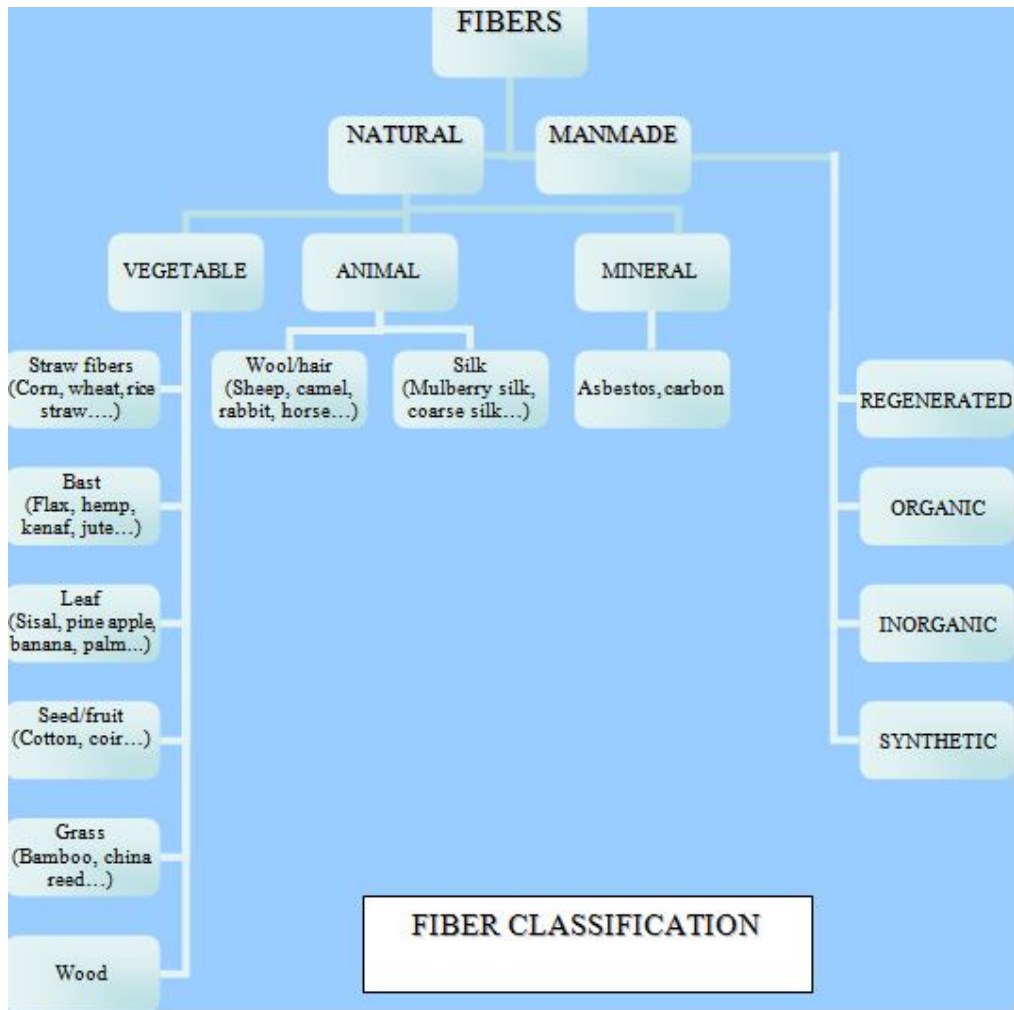 FIBERS
NATURAL
MANMADE
VEGETABLE
ANIMAL
MINERAL
Straw fibers
(Corn, wheat, rice
straw….)
Wool/hair
(Sheep, camel,
rabbit, horse…)
Silk
(Mulberry silk,
coarse silk…)
Asbestos, carbon
REGENERATED
Bast
(Flax, hemp,
kenaf, jute…)
ORGANIC
Leaf
(Sisal, pine apple,
banana, palm...)
INORGANIC
Seed/fruit
(Cotton, coir…)
SYNTHETIC
Grass
(Bamboo, china
reed…)
FIBER CLASSIFICATION
Wood